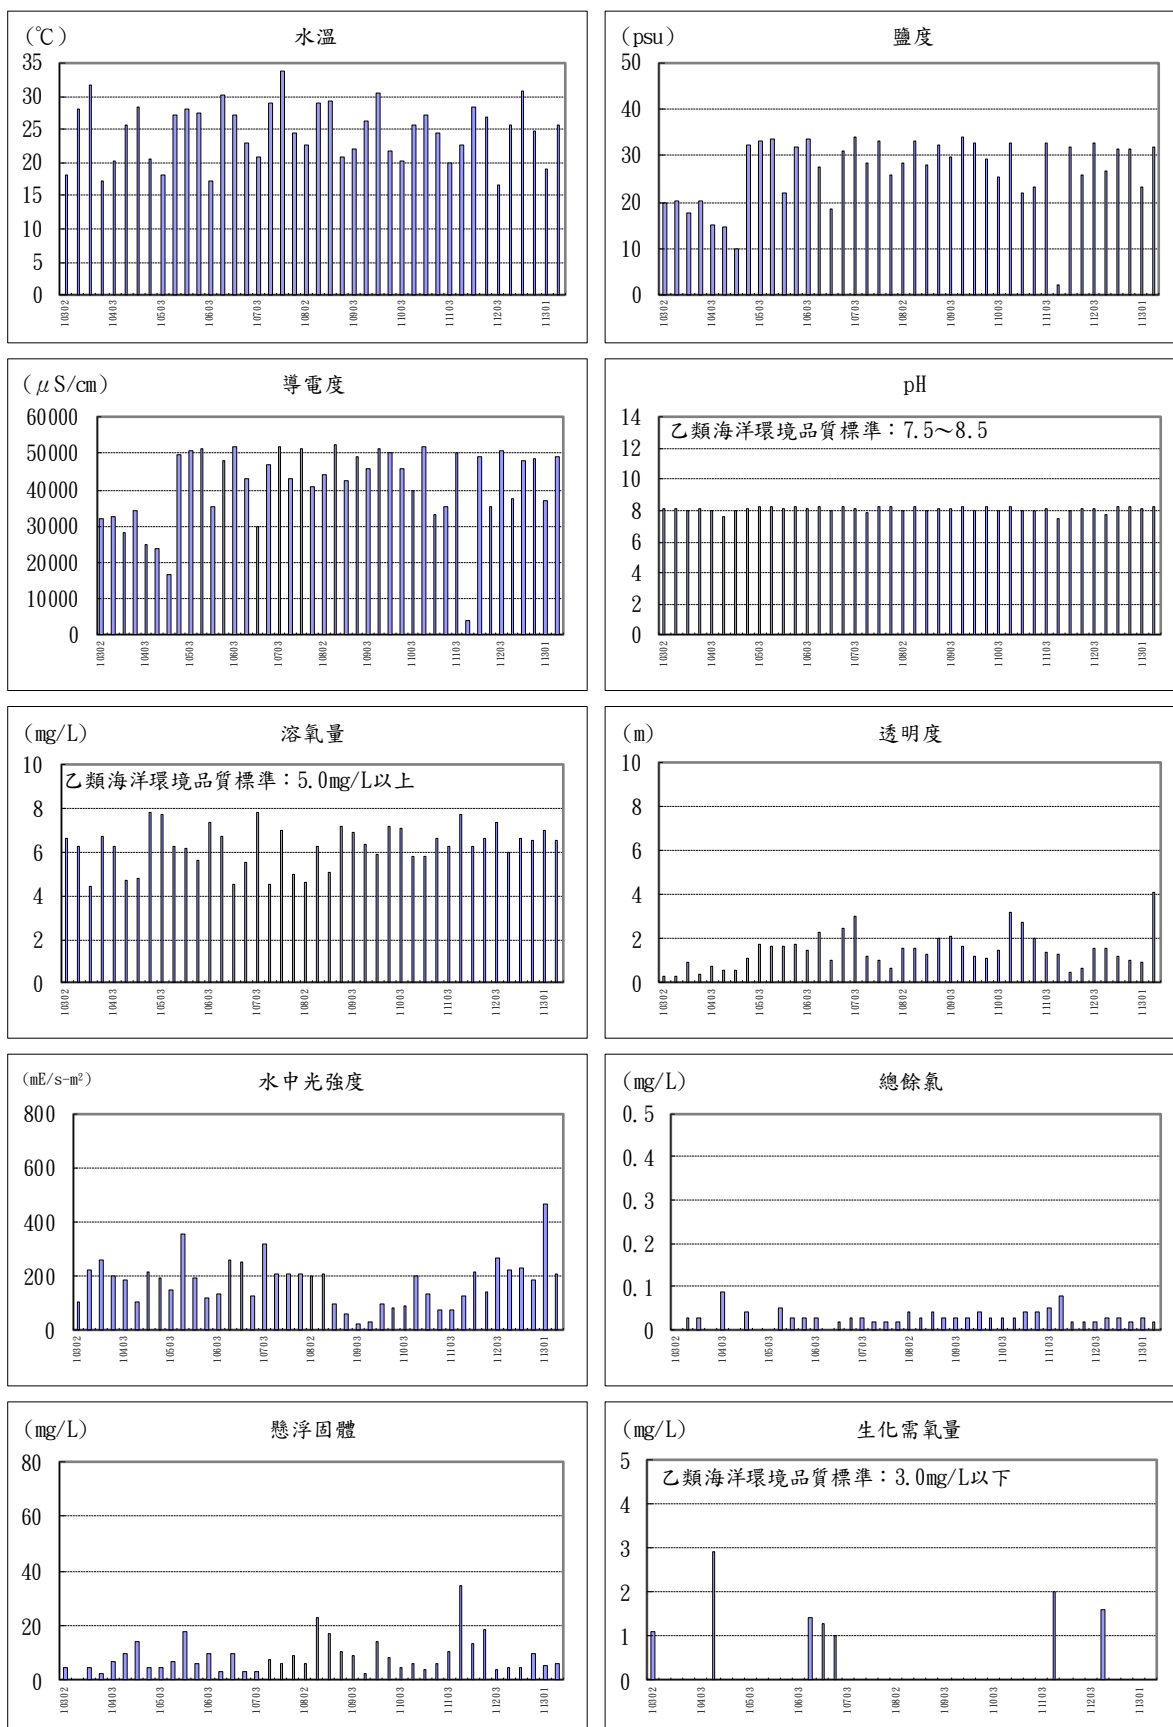 (℃) 水溫
35
30
25
20
15
10
5
0
10302 10403 10503 10603 10703 10802 10903 11003 11103 11203 11301
(psu) 鹽度
50
40
30
20
10
0
10302 10403 10503 10603 10703 10802 10903 11003 11103 11203 11301
(μS/cm) 導電度
60000
50000
40000
30000
20000
10000
0
10302 10403 10503 10603 10703 10802 10903 11003 11103 11203 11301
pH
乙類海洋環境品質標準：7.5～8.5
14
12
10
8
6
4
2
0
10302 10403 10503 10603 10703 10802 10903 11003 11103 11203 11301
(mg/L) 溶氧量
乙類海洋環境品質標準：5.0mg/L以上
10
8
6
4
2
0
10302 10403 10503 10603 10703 10802 10903 11003 11103 11203 11301
(m) 透明度
10
8
6
4
2
0
10302 10403 10503 10603 10703 10802 10903 11003 11103 11203 11301
(mE/s-m²) 水中光強度
800
600
400
200
0
10302 10403 10503 10603 10703 10802 10903 11003 11103 11203 11301
(mg/L) 總餘氯
0.5
0.4
0.3
0.2
0.1
0
10302 10403 10503 10603 10703 10802 10903 11003 11103 11203 11301
(mg/L) 懸浮固體
80
60
40
20
0
10302 10403 10503 10603 10703 10802 10903 11003 11103 11203 11301
(mg/L) 生化需氧量
乙類海洋環境品質標準：3.0mg/L以下
5
4
3
2
1
0
10302 10403 10503 10603 10703 10802 10903 11003 11103 11203 11301